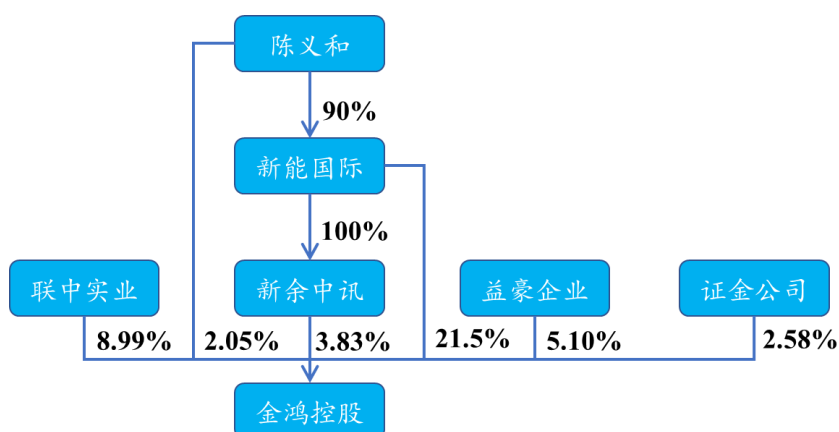 陈义和
90%
新能国际
100%
联中实业
新余中讯
益豪企业
证金公司
8.99%
2.05%
3.83%
21.5%
5.10%
2.58%
金鸿控股